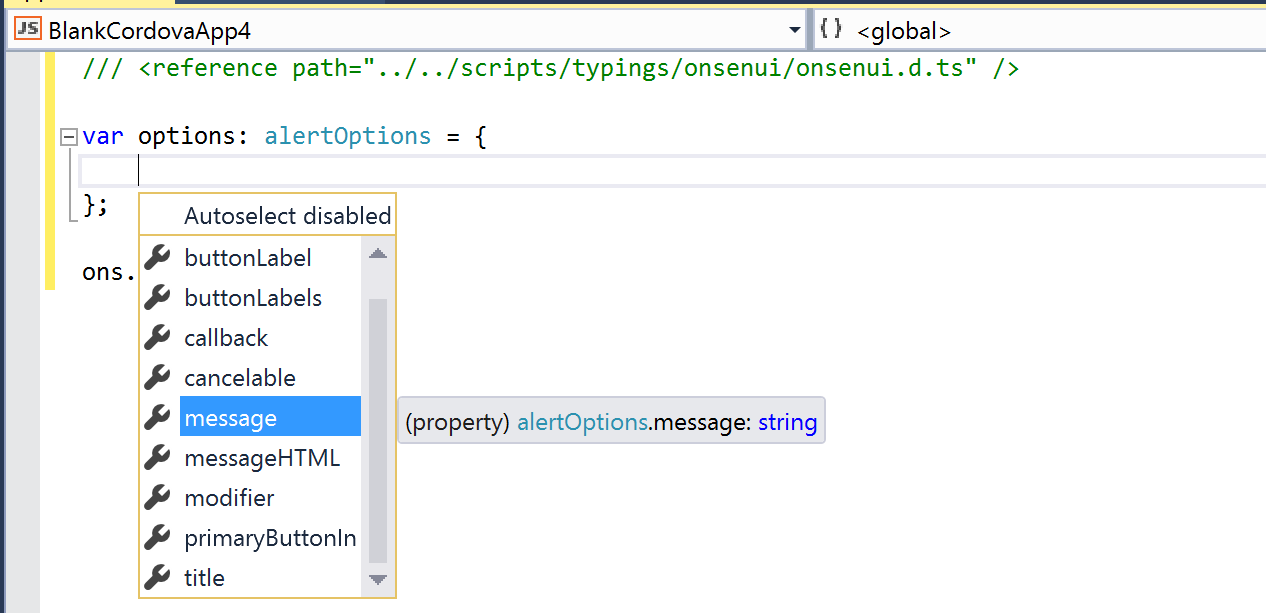 JS BlankCordovaApp4 {} <global>
/// <reference path="../../scripts/typings/onsenui/onsenui.d.ts" />
var options: alertOptions = {
};
ons.
Autoselect disabled
buttonLabel
buttonLabels
callback
cancelable
message
(property) alertOptions.message: string
messageHTML
modifier
primaryButtonIn
title